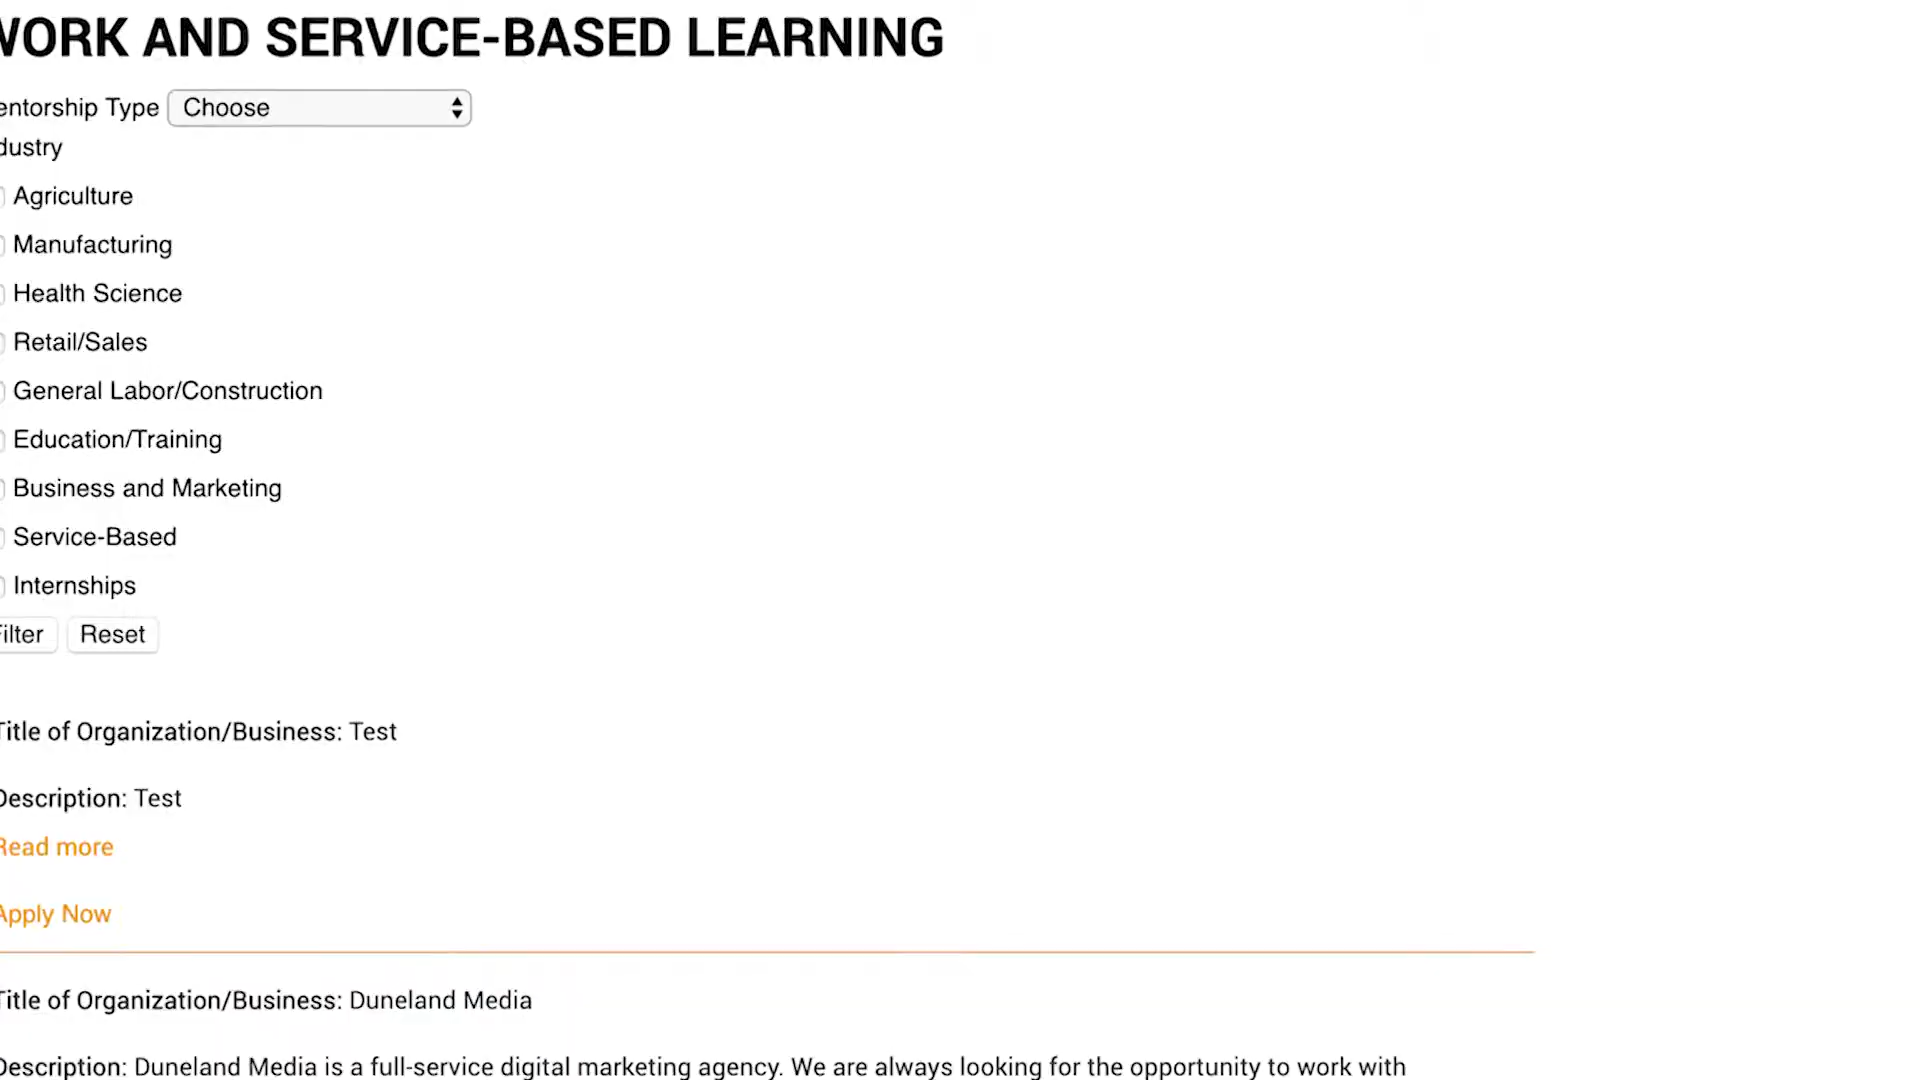 WORK AND SERVICE-BASED LEARNING
entorship Type Choose
dustry
Agriculture
Manufacturing
Health Science
Retail/Sales
General Labor/Construction
Education/Training
Business and Marketing
Service-Based
Internships
Filter Reset
Title of Organization/Business: Test
Description: Test
Read more
Apply Now
Title of Organization/Business: Duneland Media
Description: Duneland Media is a full-service digital marketing agency. We are always looking for the opportunity to work with